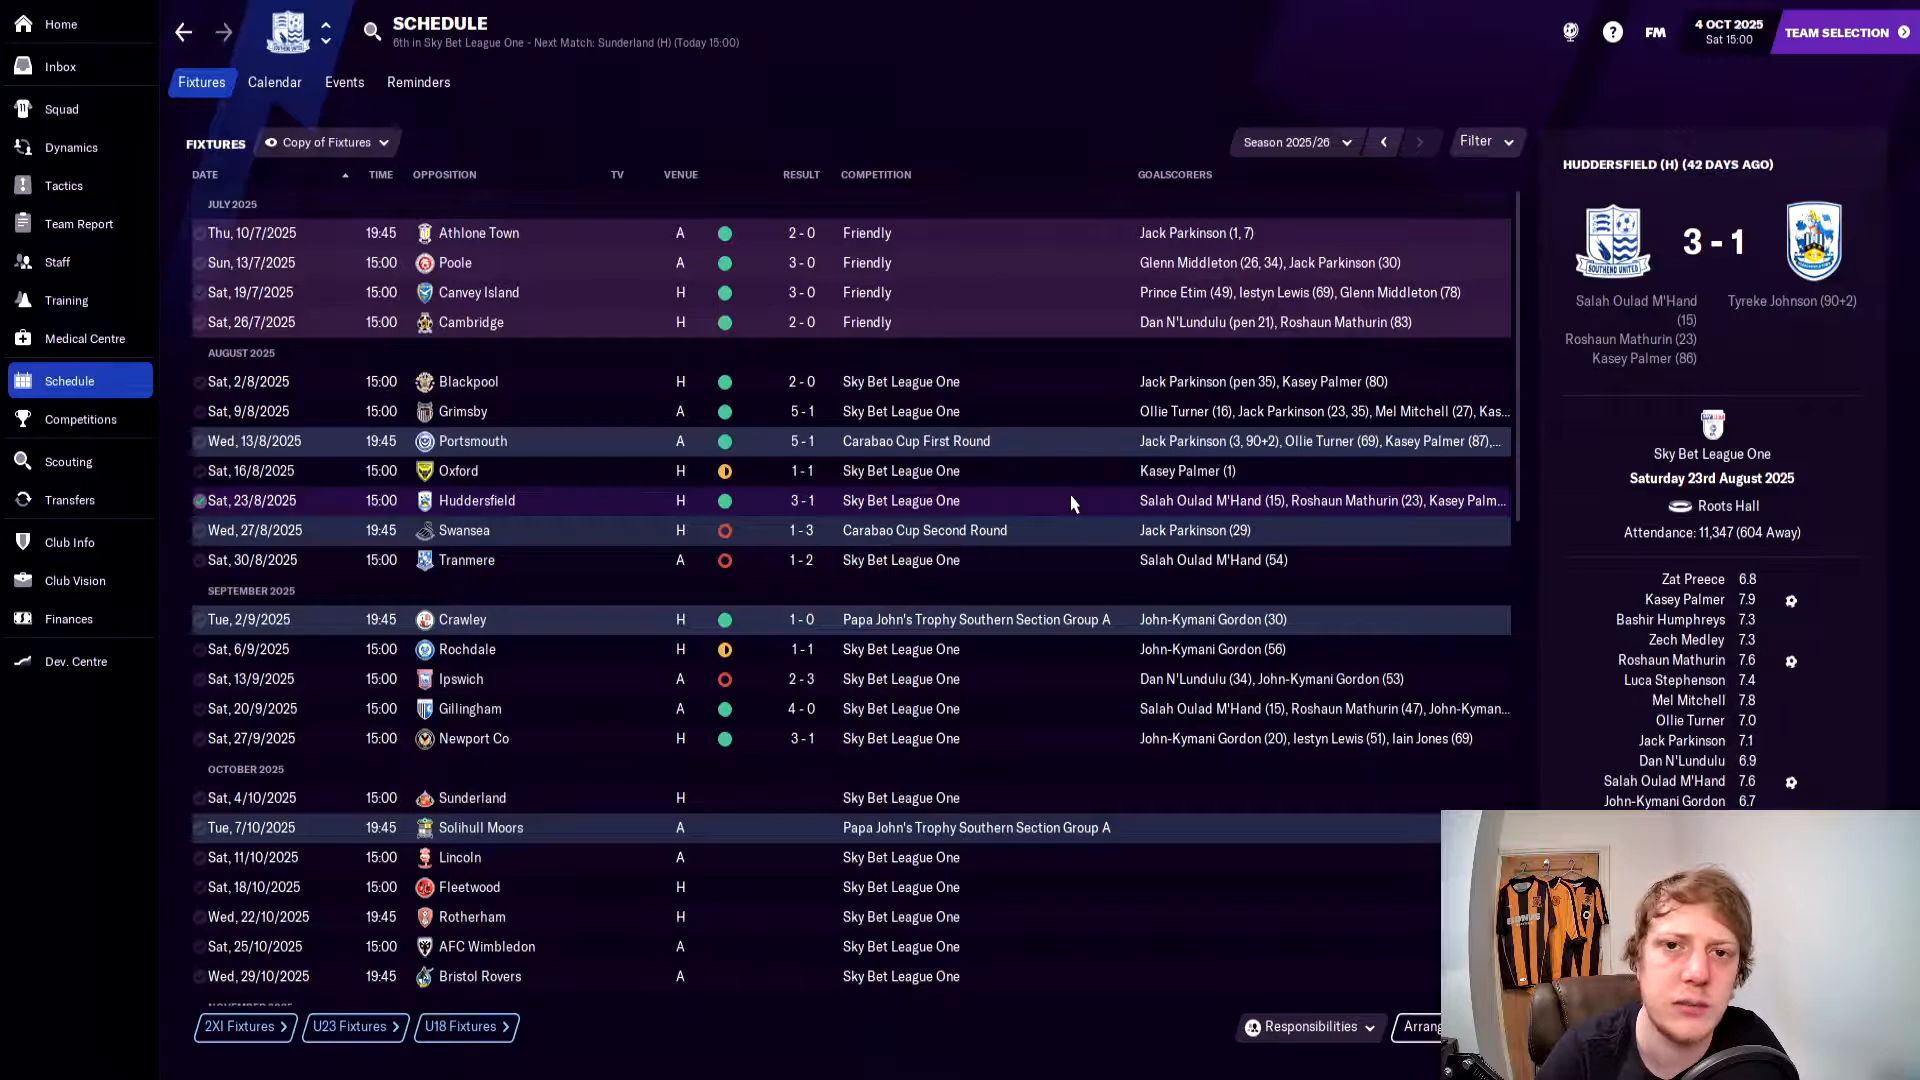 Home
Inbox
Squad
Dynamics
Tactics
Team Report
Staff
Training
Medical Centre
Schedule
Competitions
Scouting
Transfers
Club Info
Club Vision
Finances
Dev. Centre
SCHEDULE
6th in Sky Bet League One - Next Match: Sunderland (H) (Today 15:00)
FM
4 OCT 2025
Sat 15:00
TEAM SELECTION
Fixtures Calendar Events Reminders
FIXTURES Copy of Fixtures Season 2025/26 Filter
DATE TIME OPPOSITION TV VENUE RESULT COMPETITION GOALSCORERS
JULY 2025
Thu, 10/7/2025 19:45 Athlone Town A 2 - 0 Friendly Jack Parkinson (1, 7)
Sun, 13/7/2025 15:00 Poole A 3 - 0 Friendly Glenn Middleton (26, 34), Jack Parkinson (30)
Sat, 19/7/2025 15:00 Canvey Island H 3 - 0 Friendly Prince Etim (49), Iestyn Lewis (69), Glenn Middleton (78)
Sat, 26/7/2025 15:00 Cambridge H 2 - 0 Friendly Dan N'Lundulu (pen 21), Roshaun Mathurin (83)
AUGUST 2025
Sat, 2/8/2025 15:00 Blackpool H 2 - 0 Sky Bet League One Jack Parkinson (pen 35), Kasey Palmer (80)
Sat, 9/8/2025 15:00 Grimsby A 5 - 1 Sky Bet League One Ollie Turner (16), Jack Parkinson (23, 35), Mel Mitchell (27), Kas...
Wed, 13/8/2025 19:45 Portsmouth A 5 - 1 Carabao Cup First Round Jack Parkinson (3, 90+2), Ollie Turner (69), Kasey Palmer (87),...
Sat, 16/8/2025 15:00 Oxford H 1 - 1 Sky Bet League One Kasey Palmer (1)
Sat, 23/8/2025 15:00 Huddersfield H 3 - 1 Sky Bet League One Salah Oulad M'Hand (15), Roshaun Mathurin (23), Kasey Palm...
Wed, 27/8/2025 19:45 Swansea H 1 - 3 Carabao Cup Second Round Jack Parkinson (29)
Sat, 30/8/2025 15:00 Tranmere A 1 - 2 Sky Bet League One Salah Oulad M'Hand (54)
SEPTEMBER 2025
Tue, 2/9/2025 19:45 Crawley H 1 - 0 Papa John's Trophy Southern Section Group A John-Kymani Gordon (30)
Sat, 6/9/2025 15:00 Rochdale H 1 - 1 Sky Bet League One John-Kymani Gordon (56)
Sat, 13/9/2025 15:00 Ipswich A 2 - 3 Sky Bet League One Dan N'Lundulu (34), John-Kymani Gordon (53)
Sat, 20/9/2025 15:00 Gillingham A 4 - 0 Sky Bet League One Salah Oulad M'Hand (15), Roshaun Mathurin (47), John-Kyman...
Sat, 27/9/2025 15:00 Newport Co H 3 - 1 Sky Bet League One John-Kymani Gordon (20), Iestyn Lewis (51), Iain Jones (69)
OCTOBER 2025
Sat, 4/10/2025 15:00 Sunderland H Sky Bet League One
Tue, 7/10/2025 19:45 Solihull Moors A Papa John's Trophy Southern Section Group A
Sat, 11/10/2025 15:00 Lincoln A Sky Bet League One
Sat, 18/10/2025 15:00 Fleetwood H Sky Bet League One
Wed, 22/10/2025 19:45 Rotherham H Sky Bet League One
Sat, 25/10/2025 15:00 AFC Wimbledon A Sky Bet League One
Wed, 29/10/2025 19:45 Bristol Rovers A Sky Bet League One
NOVEMBER 2025
2XI Fixtures U23 Fixtures U18 Fixtures Responsibilities Arrang
HUDDERSFIELD (H) (42 DAYS AGO)
SOUTHEND UNITED
3 - 1
Salah Oulad M'Hand Tyreke Johnson (90+2)
(15)
Roshaun Mathurin (23)
Kasey Palmer (86)
Sky Bet League One
Saturday 23rd August 2025
Roots Hall
Attendance: 11,347 (604 Away)
Zat Preece 6.8
Kasey Palmer 7.9
Bashir Humphreys 7.3
Zech Medley 7.3
Roshaun Mathurin 7.6
Luca Stephenson 7.4
Mel Mitchell 7.8
Ollie Turner 7.0
Jack Parkinson 7.1
Dan N'Lundulu 6.9
Salah Oulad M'Hand 7.6
John-Kymani Gordon 6.7